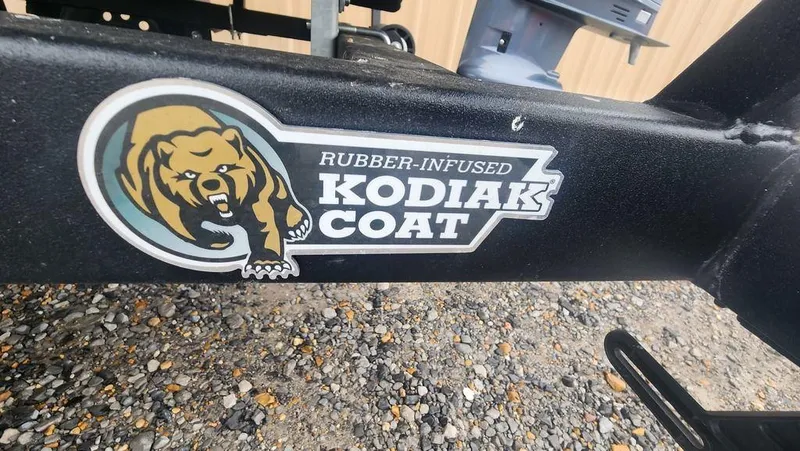 RUBBER-INFUSED
KODIAK
COAT